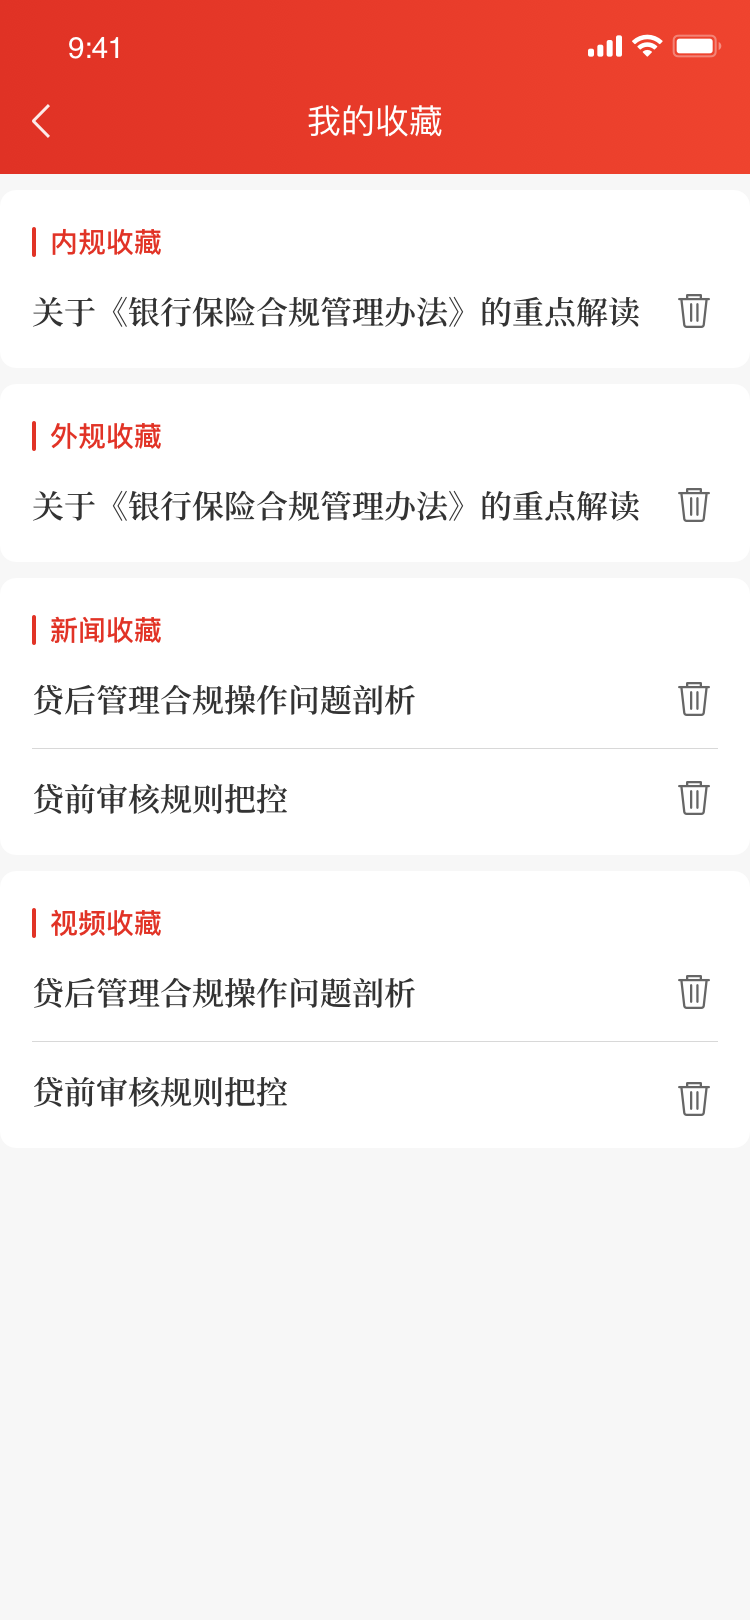 9:41
我的收藏
内规收藏
关于《银行保险合规管理办法》的重点解读
外规收藏
关于《银行保险合规管理办法》的重点解读
新闻收藏
贷后管理合规操作问题剖析
贷前审核规则把控
视频收藏
贷后管理合规操作问题剖析
贷前审核规则把控